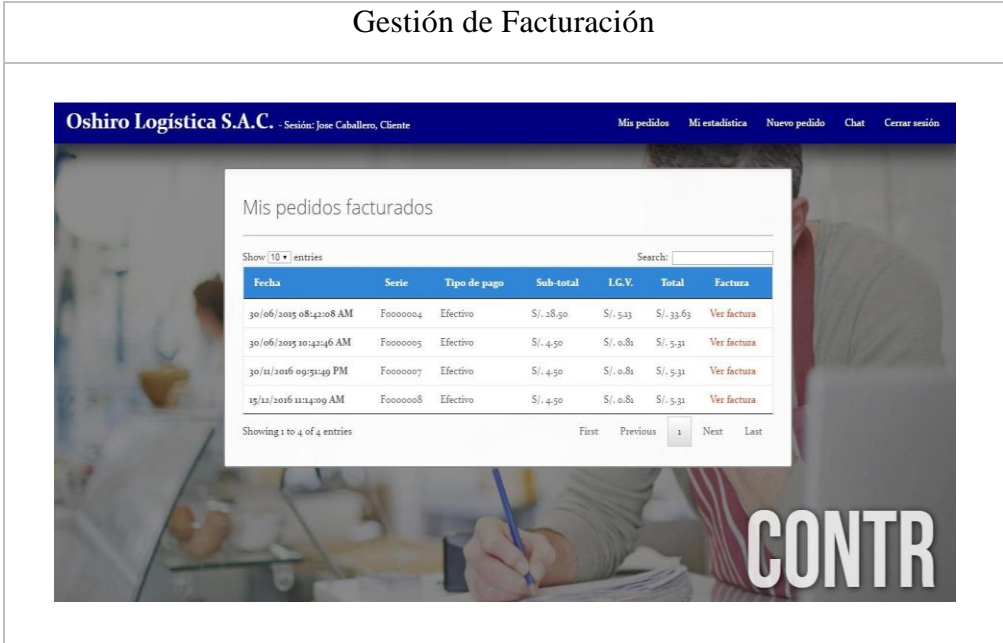 Gestión de Facturación
Oshiro Logística S.A.C. - Sesión: Jose Caballero, Cliente Mis pedidos Mi estadística Nuevo pedido Chat Cerrar sesión
Mis pedidos facturados
Show 10 entries Search:
Fecha Serie Tipo de pago Sub-total I.G.V. Total Factura
30/06/2015 08:42:08 AM F0000004 Efectivo S/. 28.50 S/. 5.13 S/. 33.63 Ver factura
30/06/2015 10:42:46 AM F0000005 Efectivo S/. 4.50 S/. 0.81 S/. 5.31 Ver factura
30/11/2016 09:51:49 PM F0000007 Efectivo S/. 4.50 S/. 0.81 S/. 5.31 Ver factura
15/12/2016 11:14:09 AM F0000008 Efectivo S/. 4.50 S/. 0.81 S/. 5.31 Ver factura
Showing 1 to 4 of 4 entries First Previous 1 Next Last
CONTR